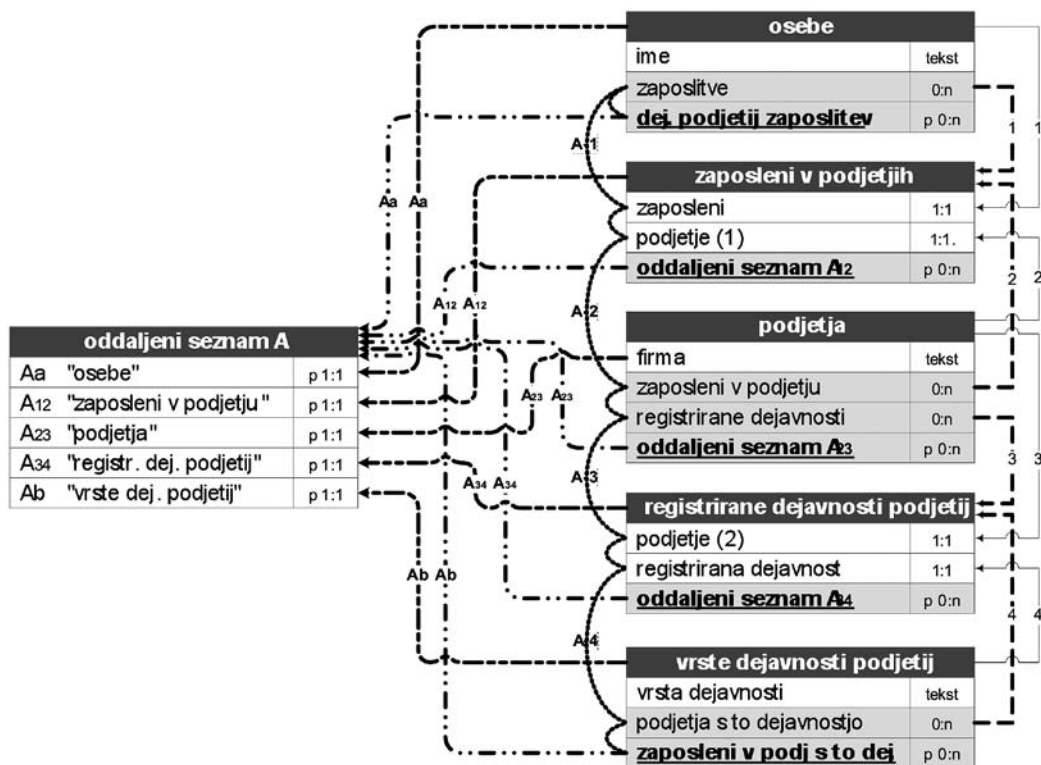 osebe
ime tekst
zaposlitve 0:n
dej. podjetij zaposlitev p 0:n
zaposleni v podjetjih
zaposleni 1:1
podjetje (1) 1:1.
oddaljeni seznam A12 p 0:n
podjetja
firma tekst
zaposleni v podjetju 0:n
registrirane dejavnosti 0:n
oddaljeni seznam A23 p 0:n
registrirane dejavnosti podjetij
podjetje (2) 1:1
registrirana dejavnost 1:1
oddaljeni seznam A34 p 0:n
vrste dejavnosti podjetij
vrsta dejavnosti tekst
podjetja s to dejavnostjo 0:n
zaposleni v podj s to dej p 0:n
oddaljeni seznam A
Aa "osebe" p 1:1
A12 "zaposleni v podjetju" p 1:1
A23 "podjetja" p 1:1
A34 "registr. dej. podjetij" p 1:1
Ab "vrste dej. podjetij" p 1:1
Aa
Aa
A12
A12
A23
A23
A34
A34
Ab
Ab
A-1
A-2
A-3
A-4
1
1
2
2
3
3
4
4